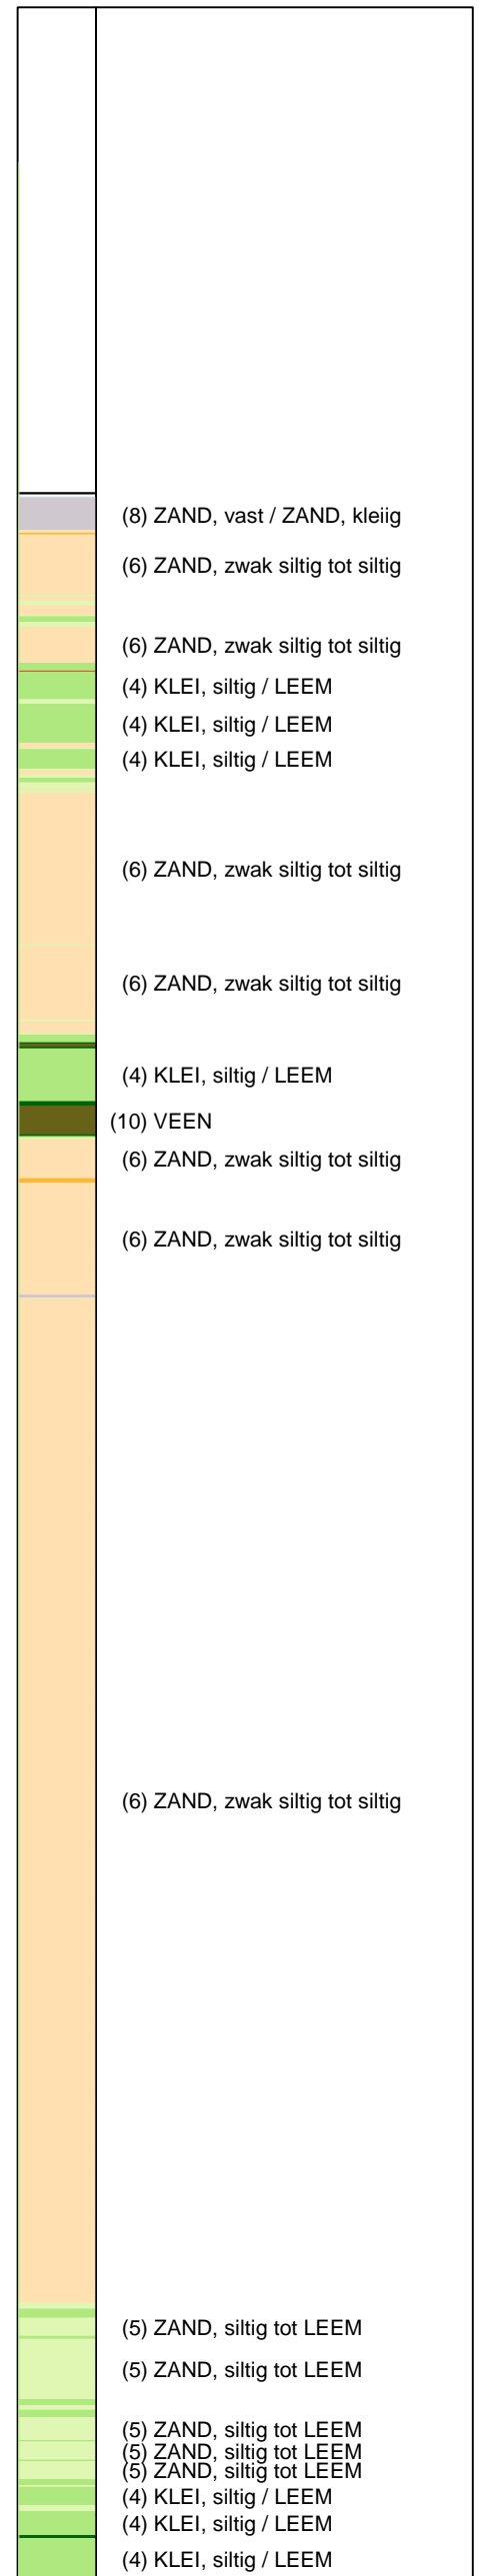 (8) ZAND, vast / ZAND, kleiig
(6) ZAND, zwak siltig tot siltig
(6) ZAND, zwak siltig tot siltig
(4) KLEI, siltig / LEEM
(4) KLEI, siltig / LEEM
(4) KLEI, siltig / LEEM
(6) ZAND, zwak siltig tot siltig
(6) ZAND, zwak siltig tot siltig
(4) KLEI, siltig / LEEM
(10) VEEN
(6) ZAND, zwak siltig tot siltig
(6) ZAND, zwak siltig tot siltig
(6) ZAND, zwak siltig tot siltig
(5) ZAND, siltig tot LEEM
(5) ZAND, siltig tot LEEM
(5) ZAND, siltig tot LEEM
(5) ZAND, siltig tot LEEM
(5) ZAND, siltig tot LEEM
(4) KLEI, siltig / LEEM
(4) KLEI, siltig / LEEM
(4) KLEI, siltig / LEEM